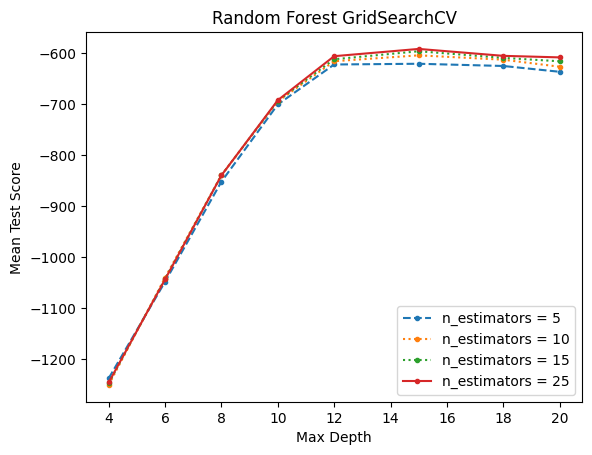 Random Forest GridSearchCV
Mean Test Score
−600
−700
−800
−900
−1000
−1100
−1200
n_estimators = 5
n_estimators = 10
n_estimators = 15
n_estimators = 25
4 6 8 10 12 14 16 18 20
Max Depth